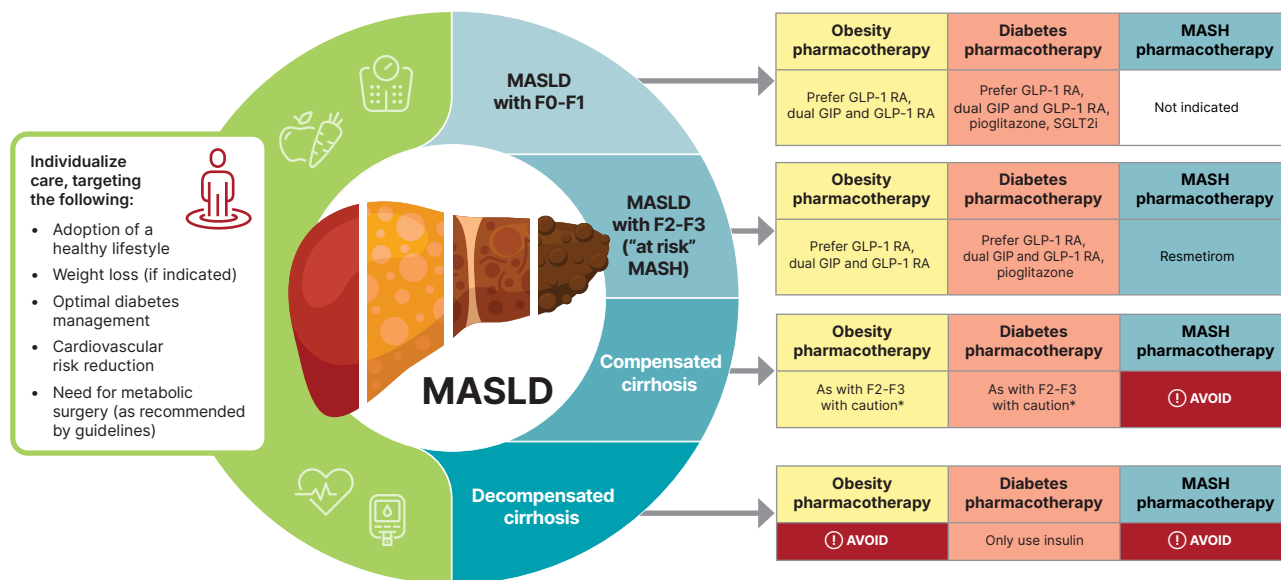 Individualize
care, targeting
the following:
• Adoption of a
healthy lifestyle
• Weight loss (if indicated)
• Optimal diabetes
management
• Cardiovascular
risk reduction
• Need for metabolic
surgery (as recommended
by guidelines)
MASLD
MASLD
with F0-F1
Obesity
pharmacotherapy
Diabetes
pharmacotherapy
MASH
pharmacotherapy
Prefer GLP-1 RA,
dual GIP and GLP-1 RA
Prefer GLP-1 RA,
dual GIP and GLP-1 RA,
pioglitazone, SGLT2i
Not indicated
MASLD
with F2-F3
(“at risk”
MASH)
Obesity
pharmacotherapy
Diabetes
pharmacotherapy
MASH
pharmacotherapy
Prefer GLP-1 RA,
dual GIP and GLP-1 RA
Prefer GLP-1 RA,
dual GIP and GLP-1 RA,
pioglitazone
Resmetirom
Compensated
cirrhosis
Obesity
pharmacotherapy
Diabetes
pharmacotherapy
MASH
pharmacotherapy
As with F2-F3
with caution*
As with F2-F3
with caution*
! AVOID
Decompensated
cirrhosis
Obesity
pharmacotherapy
Diabetes
pharmacotherapy
MASH
pharmacotherapy
! AVOID
Only use insulin
! AVOID